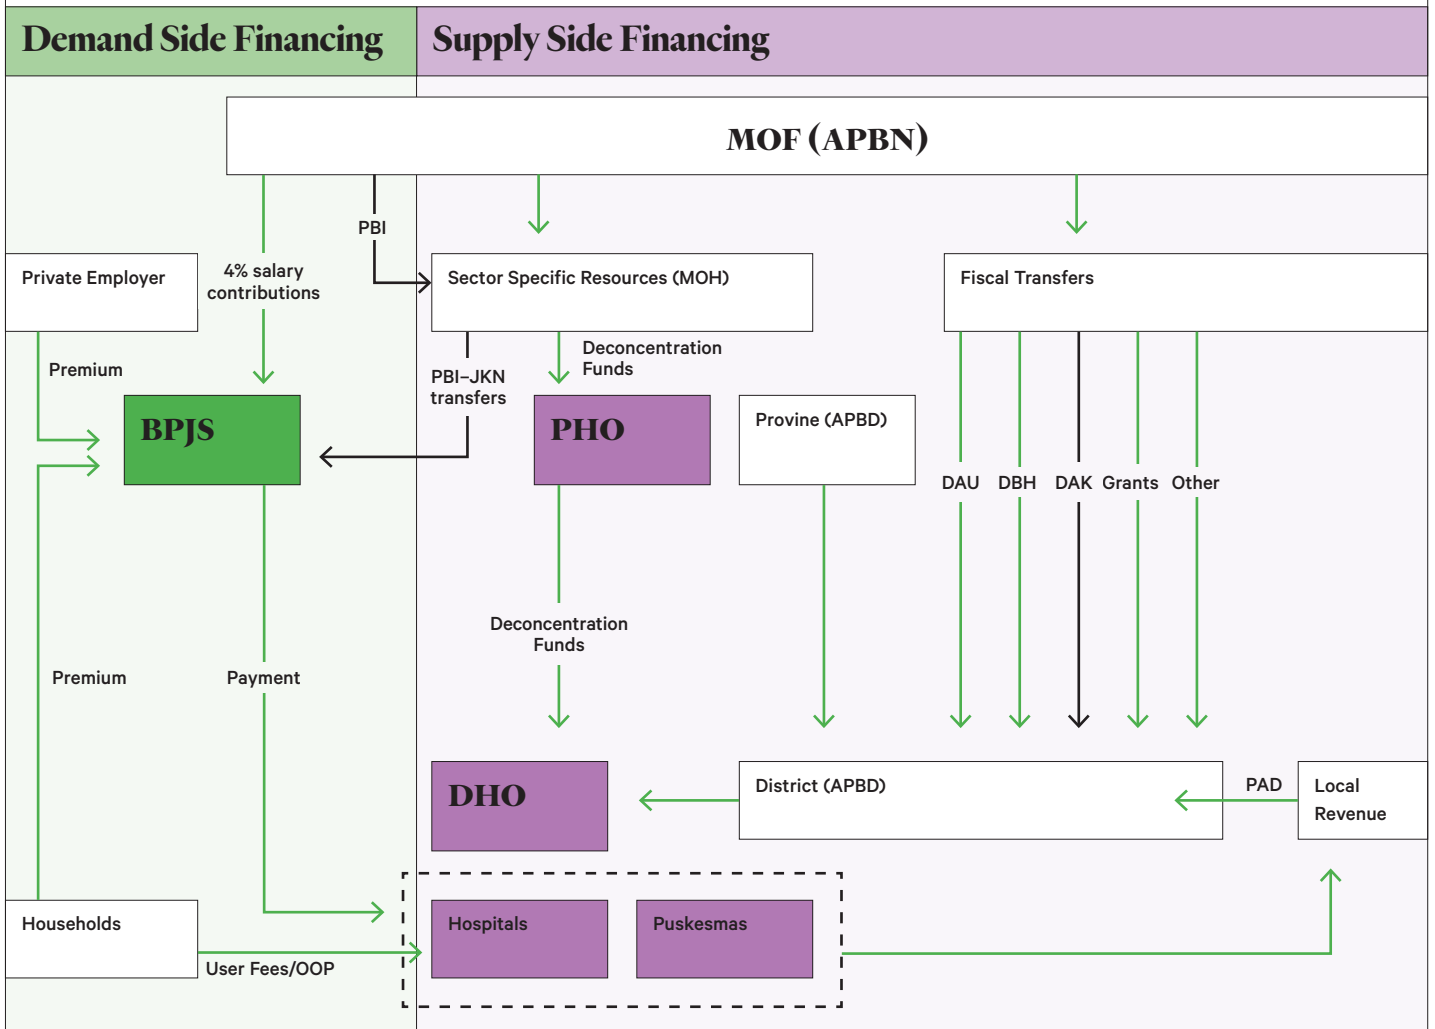 Demand Side Financing
Supply Side Financing
MOF (APBN)
PBI
Private Employer
4% salary
contributions
Sector Specific Resources (MOH)
Fiscal Transfers
Premium
PBI–JKN
transfers
Deconcentration
Funds
BPJS
PHO
Provine (APBD)
DAU
DBH
DAK
Grants
Other
Deconcentration
Funds
Premium
Payment
DHO
District (APBD)
PAD
Local
Revenue
Households
User Fees/OOP
Hospitals
Puskesmas